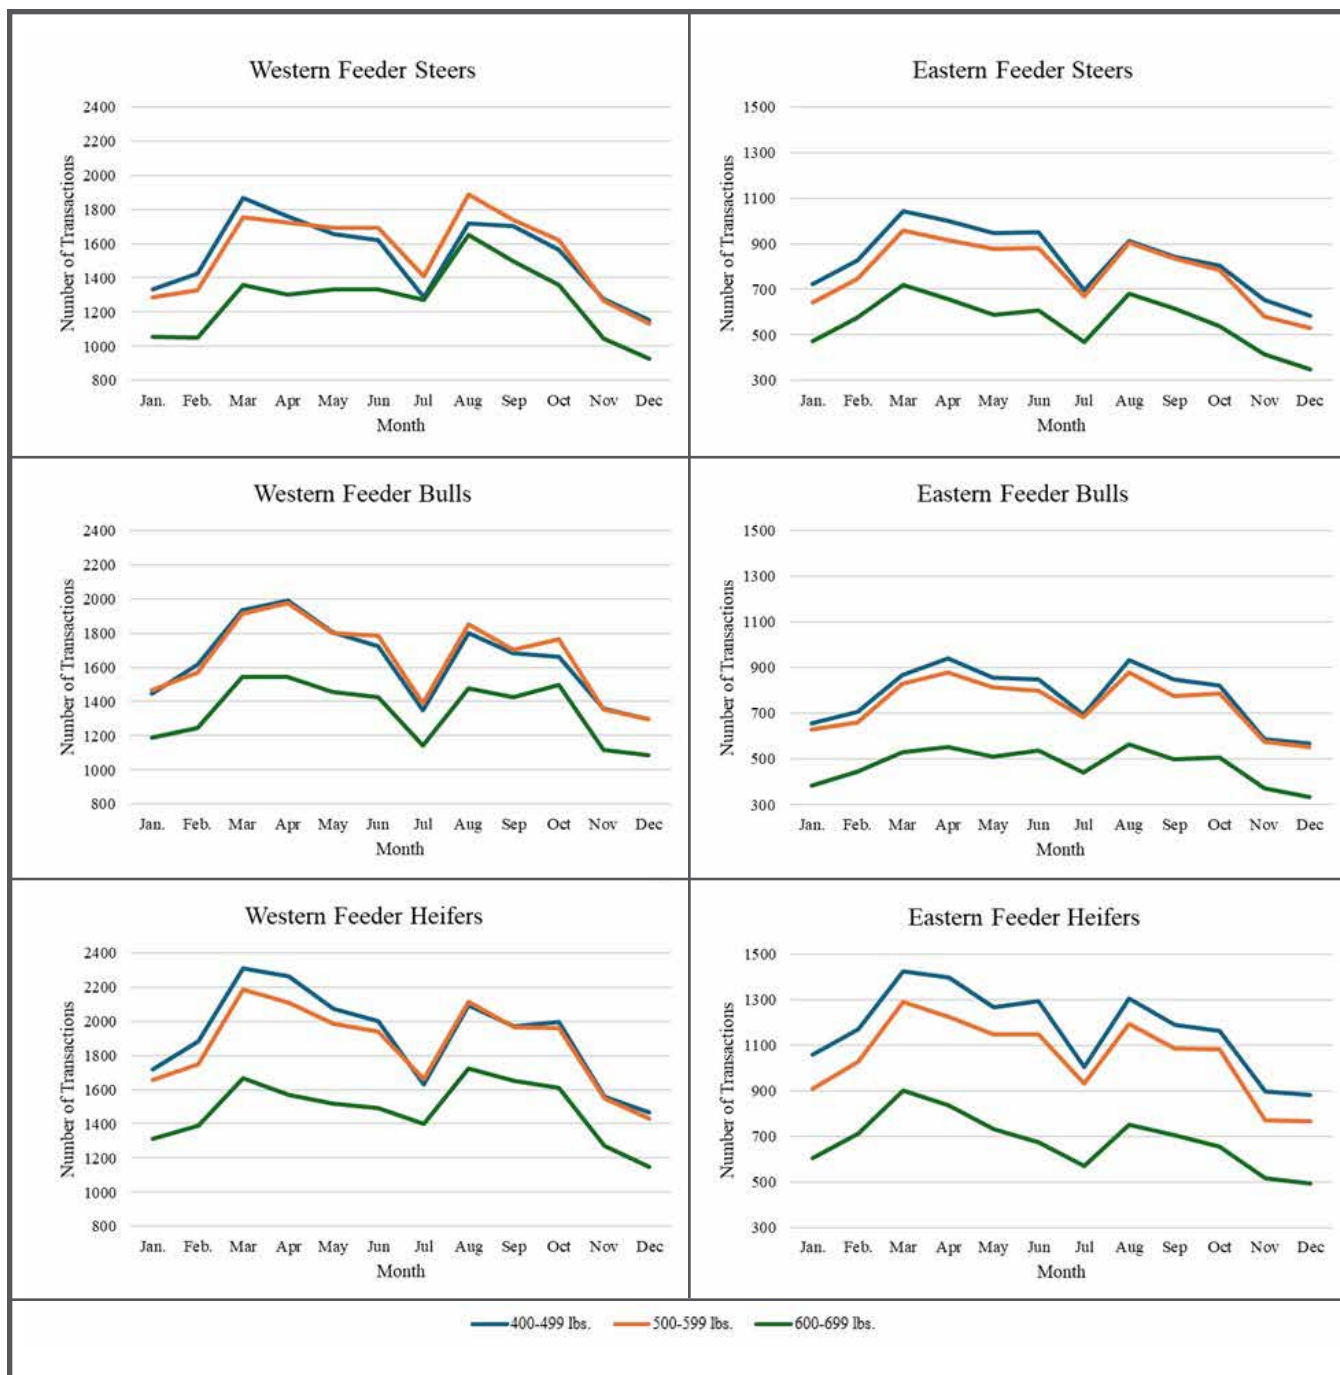 Western Feeder Steers
Number of Transactions
2400
2200
2000
1800
1600
1400
1200
1000
800
Jan. Feb. Mar Apr May Jun Jul Aug Sep Oct Nov Dec
Month
Eastern Feeder Steers
Number of Transactions
1500
1300
1100
900
700
500
300
Jan. Feb. Mar Apr May Jun Jul Aug Sep Oct Nov Dec
Month
Western Feeder Bulls
Number of Transactions
2400
2200
2000
1800
1600
1400
1200
1000
800
Jan. Feb. Mar Apr May Jun Jul Aug Sep Oct Nov Dec
Month
Eastern Feeder Bulls
Number of Transactions
1500
1300
1100
900
700
500
300
Jan. Feb. Mar Apr May Jun Jul Aug Sep Oct Nov Dec
Month
Western Feeder Heifers
Number of Transactions
2400
2200
2000
1800
1600
1400
1200
1000
800
Jan. Feb. Mar Apr May Jun Jul Aug Sep Oct Nov Dec
Month
Eastern Feeder Heifers
Number of Transactions
1500
1300
1100
900
700
500
300
Jan. Feb. Mar Apr May Jun Jul Aug Sep Oct Nov Dec
Month
400-499 lbs. 500-599 lbs. 600-699 lbs.